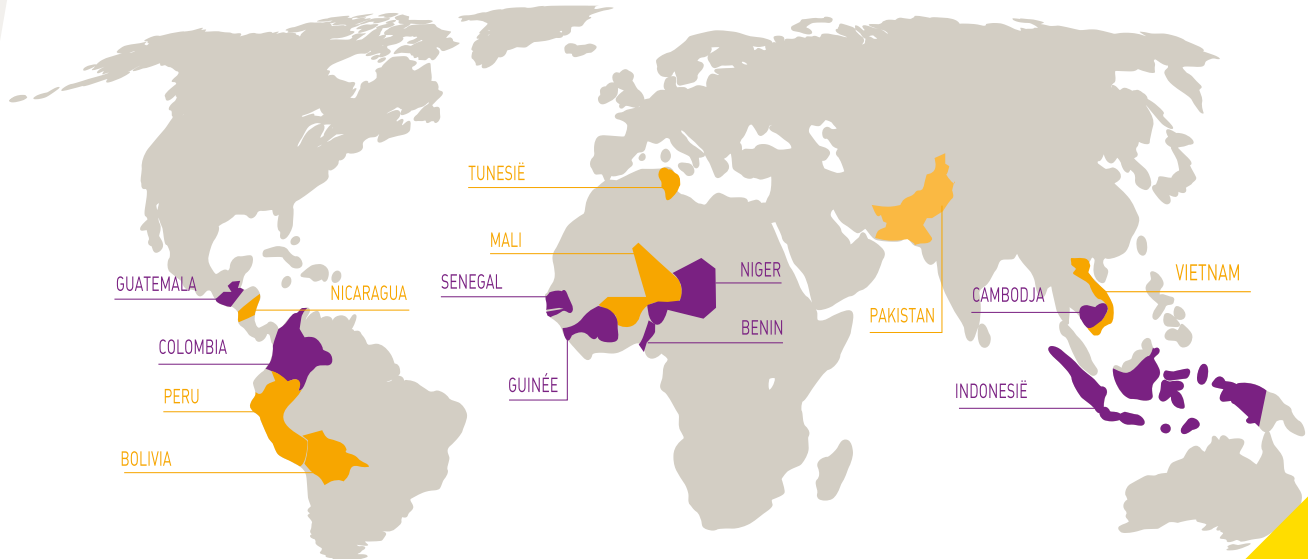 TUNESIË
MALI
GUATEMALA
NICARAGUA
SENEGAL
NIGER
PAKISTAN
CAMBODJA
VIETNAM
COLOMBIA
BENIN
PERU
GUINÉE
INDONESIË
BOLIVIA